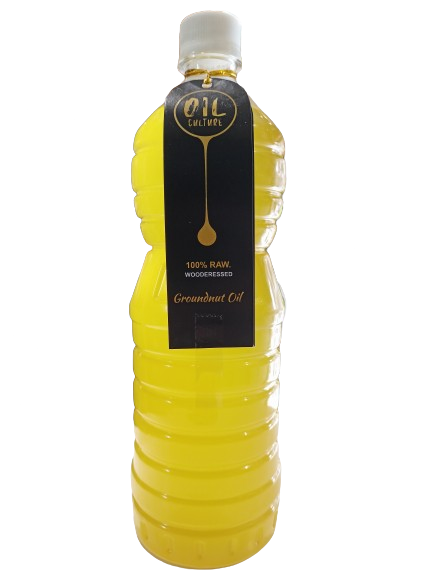 OIL
CULTURE
100% RAW.
WOODERESSED
Groundnut Oil